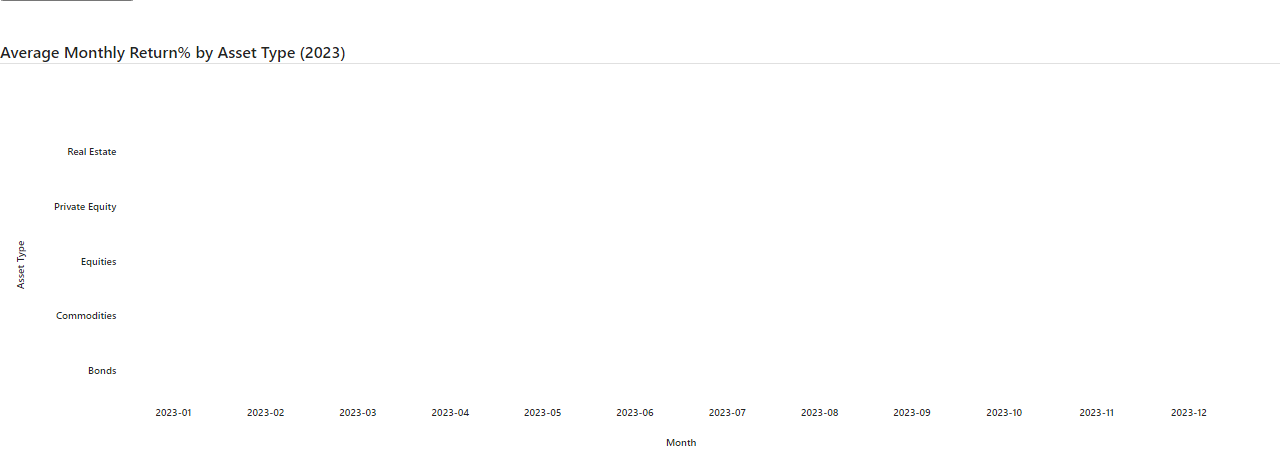 Average Monthly Return% by Asset Type (2023)
Real Estate
Private Equity
Equities
Commodities
Bonds
Asset Type
2023-01 2023-02 2023-03 2023-04 2023-05 2023-06 2023-07 2023-08 2023-09 2023-10 2023-11 2023-12
Month